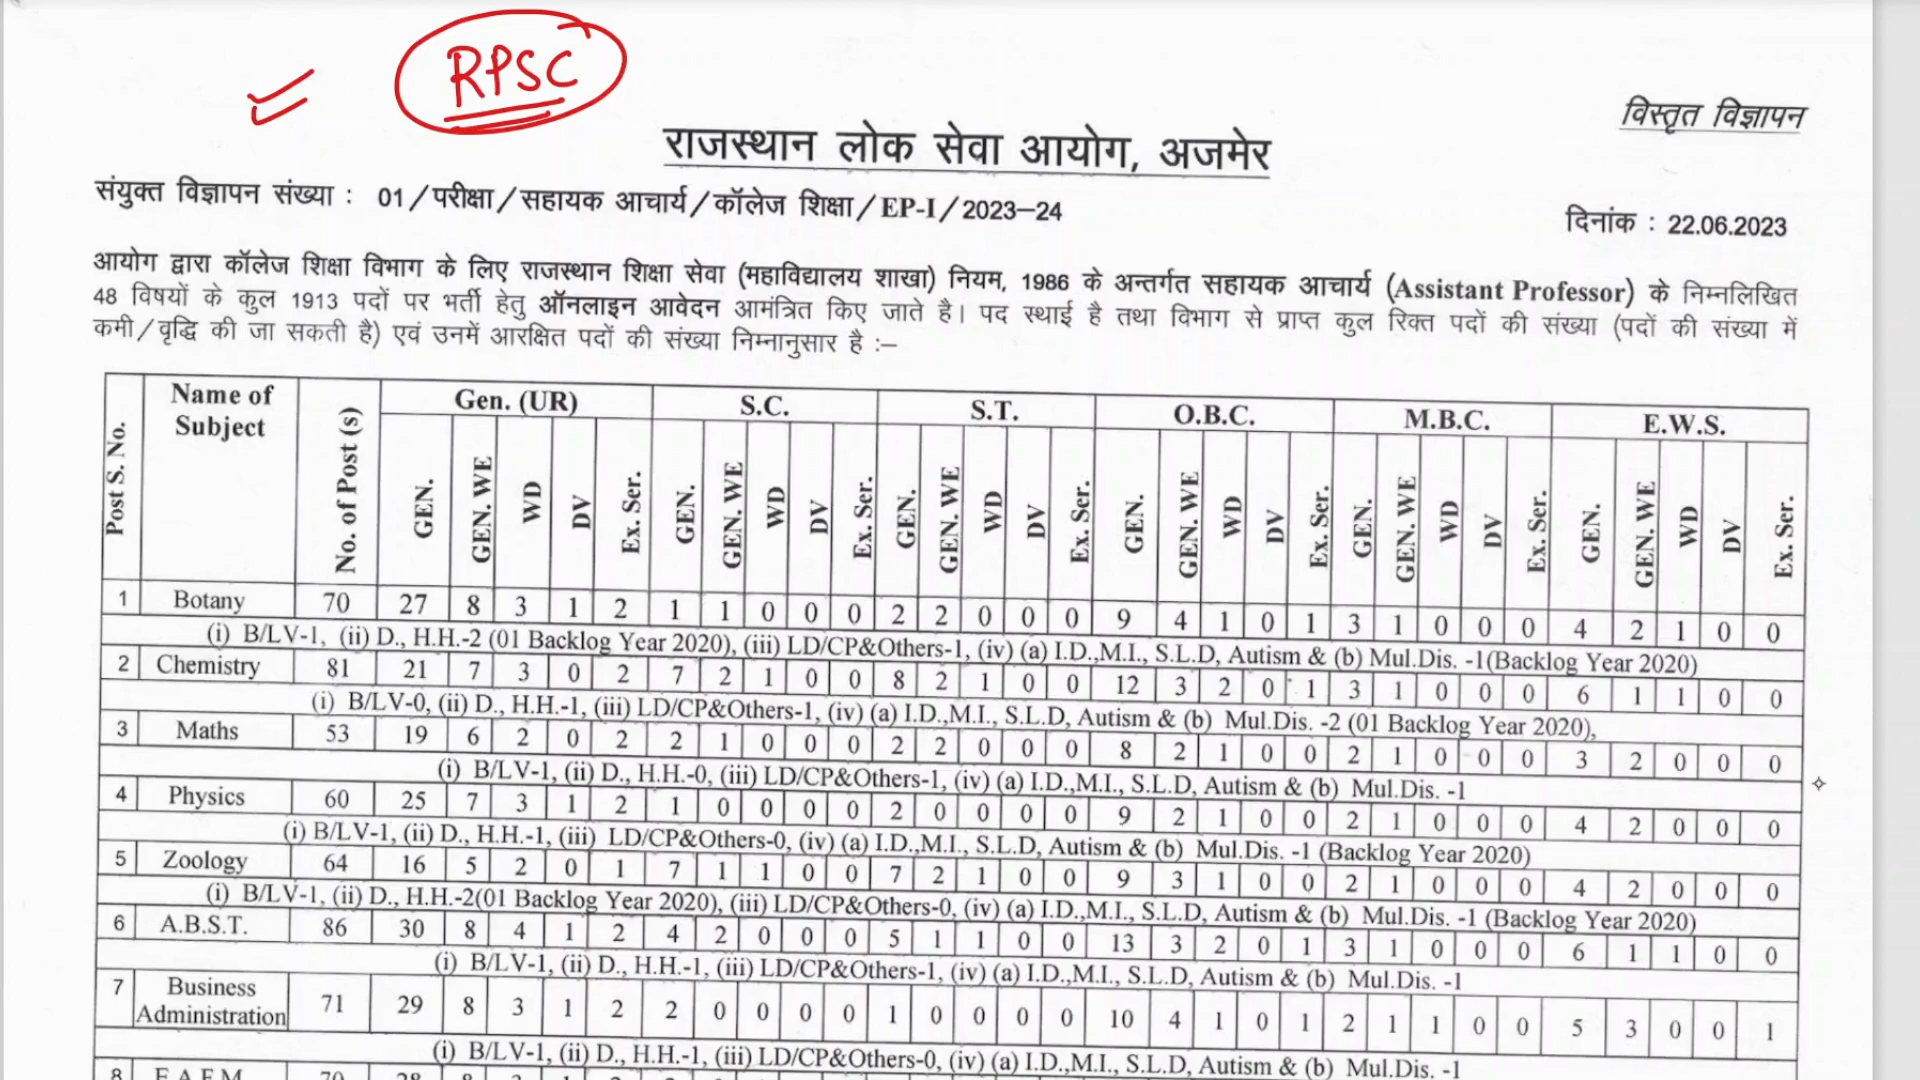 RPSC
विस्तृत विज्ञापन
राजस्थान लोक सेवा आयोग, अजमेर
संयुक्त विज्ञापन संख्या : 01/परीक्षा/सहायक आचार्य/कॉलेज शिक्षा/EP-I/2023–24
दिनांक : 22.06.2023
आयोग द्वारा कॉलेज शिक्षा विभाग के लिए राजस्थान शिक्षा सेवा (महाविद्यालय शाखा) नियम, 1986 के अन्तर्गत सहायक आचार्य (Assistant Professor) के निम्नलिखित
48 विषयों के कुल 1913 पदों पर भर्ती हेतु ऑनलाइन आवेदन आमंत्रित किए जाते है। पद स्थाई है तथा विभाग से प्राप्त कुल रिक्त पदों की संख्या (पदों की संख्या में
कमी/वृद्धि की जा सकती है) एवं उनमें आरक्षित पदों की संख्या निम्नानुसार है :–
Post S. No. Name of Subject No. of Post (s) Gen. (UR) S.C. S.T. O.B.C. M.B.C. E.W.S.
GEN. GEN. WE WD DV Ex. Ser. GEN. GEN. WE WD DV Ex. Ser. GEN. GEN. WE WD DV Ex. Ser. GEN. GEN. WE WD DV Ex. Ser. GEN. GEN. WE WD DV Ex. Ser. GEN. GEN. WE WD DV Ex. Ser.
1 Botany 70 27 8 3 1 2 1 1 0 0 0 2 2 0 0 0 9 4 1 0 1 3 1 0 0 0 4 2 1 0 0
(i) B/LV-1, (ii) D., H.H.-2 (01 Backlog Year 2020), (iii) LD/CP&Others-1, (iv) (a) I.D.,M.I., S.L.D, Autism & (b) Mul.Dis. -1(Backlog Year 2020)
2 Chemistry 81 21 7 3 0 2 7 2 1 0 0 8 2 1 0 0 12 3 2 0 1 3 1 0 0 0 6 1 1 0 0
(i) B/LV-0, (ii) D., H.H.-1, (iii) LD/CP&Others-1, (iv) (a) I.D.,M.I., S.L.D, Autism & (b) Mul.Dis. -2 (01 Backlog Year 2020),
3 Maths 53 19 6 2 0 2 2 1 0 0 0 2 2 0 0 0 8 2 1 0 0 2 1 0 0 0 3 2 0 0 0
(i) B/LV-1, (ii) D., H.H.-0, (iii) LD/CP&Others-1, (iv) (a) I.D.,M.I., S.L.D, Autism & (b) Mul.Dis. -1
4 Physics 60 25 7 3 1 2 1 0 0 0 0 2 0 0 0 0 9 2 1 0 0 2 1 0 0 0 4 2 0 0 0
(i) B/LV-1, (ii) D., H.H.-1, (iii) LD/CP&Others-0, (iv) (a) I.D.,M.I., S.L.D, Autism & (b) Mul.Dis. -1 (Backlog Year 2020)
5 Zoology 64 16 5 2 0 1 7 1 1 0 0 7 2 1 0 0 9 3 1 0 0 2 1 0 0 0 4 2 0 0 0
(i) B/LV-1, (ii) D., H.H.-2(01 Backlog Year 2020), (iii) LD/CP&Others-0, (iv) (a) I.D.,M.I., S.L.D, Autism & (b) Mul.Dis. -1 (Backlog Year 2020)
6 A.B.S.T. 86 30 8 4 1 2 4 2 0 0 0 5 1 1 0 0 13 3 2 0 1 3 1 0 0 0 6 1 1 0 0
(i) B/LV-1, (ii) D., H.H.-1, (iii) LD/CP&Others-1, (iv) (a) I.D.,M.I., S.L.D, Autism & (b) Mul.Dis. -1
7 Business Administration 71 29 8 3 1 2 2 0 0 0 0 1 0 0 0 0 10 4 1 0 1 2 1 1 0 0 5 3 0 0 1
(i) B/LV-1, (ii) D., H.H.-1, (iii) LD/CP&Others-0, (iv) (a) I.D.,M.I., S.L.D, Autism & (b) Mul.Dis. -1
8 E.A.F.M. 70 28 8